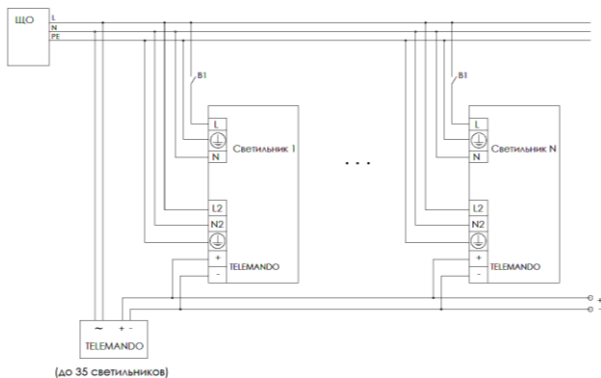 ЩО
L
N
PE
B1
B1
L
N
Светильник 1
L2
N2
+
-
TELEMANDO
. . .
L
N
Светильник N
L2
N2
+
-
TELEMANDO
+
-
~ + -
TELEMANDO
(до 35 светильников)